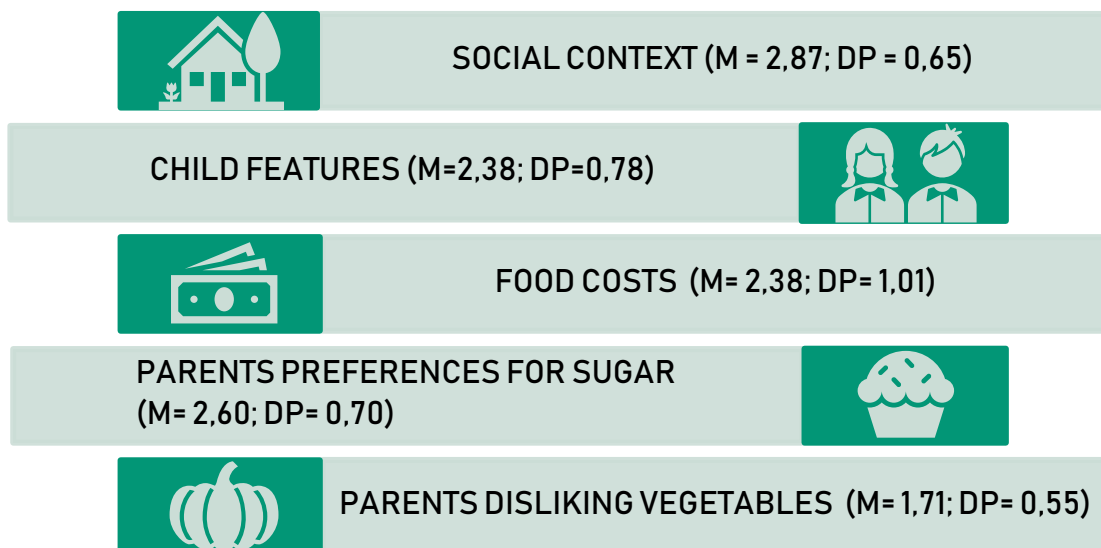 SOCIAL CONTEXT (M = 2,87; DP = 0,65)
CHILD FEATURES (M=2,38; DP=0,78)
FOOD COSTS (M= 2,38; DP= 1,01)
PARENTS PREFERENCES FOR SUGAR
(M= 2,60; DP= 0,70)
PARENTS DISLIKING VEGETABLES (M= 1,71; DP= 0,55)